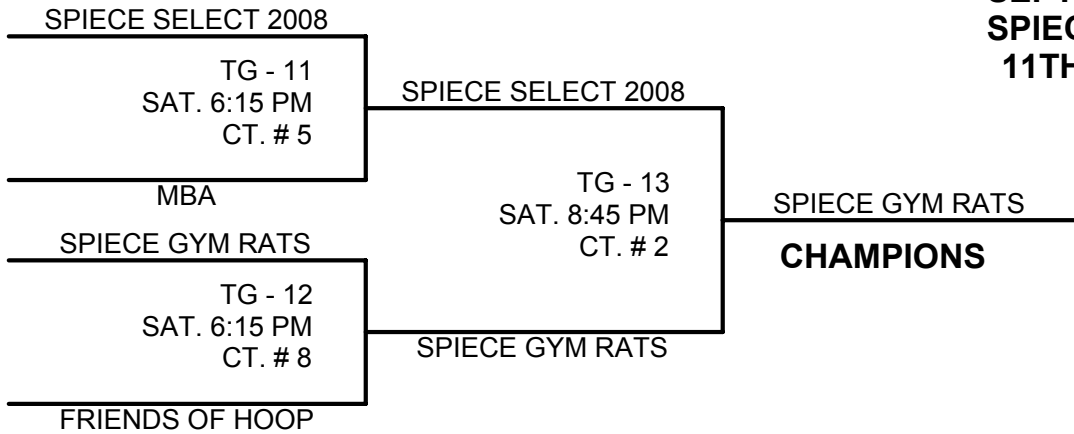 SPIECE SELECT 2008
TG - 11
SAT. 6:15 PM
CT. # 5
MBA
SPIECE GYM RATS
TG - 12
SAT. 6:15 PM
CT. # 8
FRIENDS OF HOOP
SPIECE SELECT 2008
TG - 13
SAT. 8:45 PM
CT. # 2
SPIECE GYM RATS
SPIECE GYM RATS
CHAMPIONS
11TH